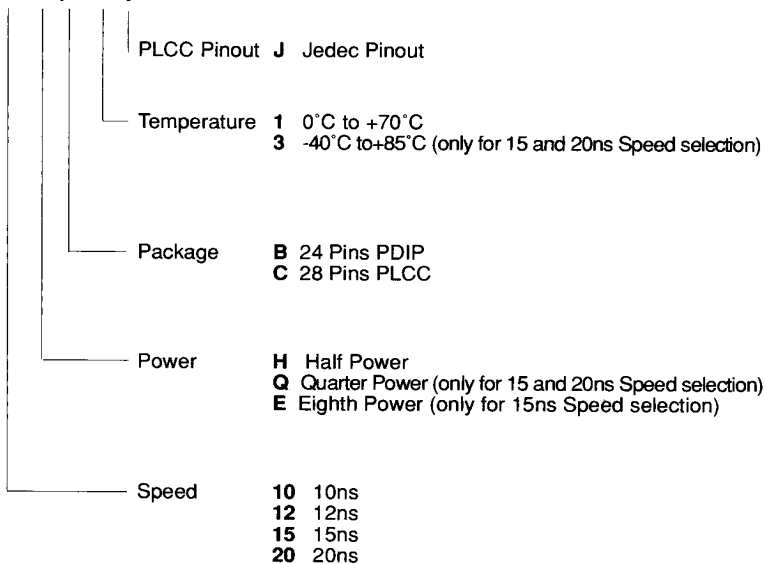 PLCC Pinout J Jedec Pinout
Temperature 1 0°C to +70°C
3 -40°C to+85°C (only for 15 and 20ns Speed selection)
Package B 24 Pins PDIP
C 28 Pins PLCC
Power H Half Power
Q Quarter Power (only for 15 and 20ns Speed selection)
E Eighth Power (only for 15ns Speed selection)
Speed 10 10ns
12 12ns
15 15ns
20 20ns